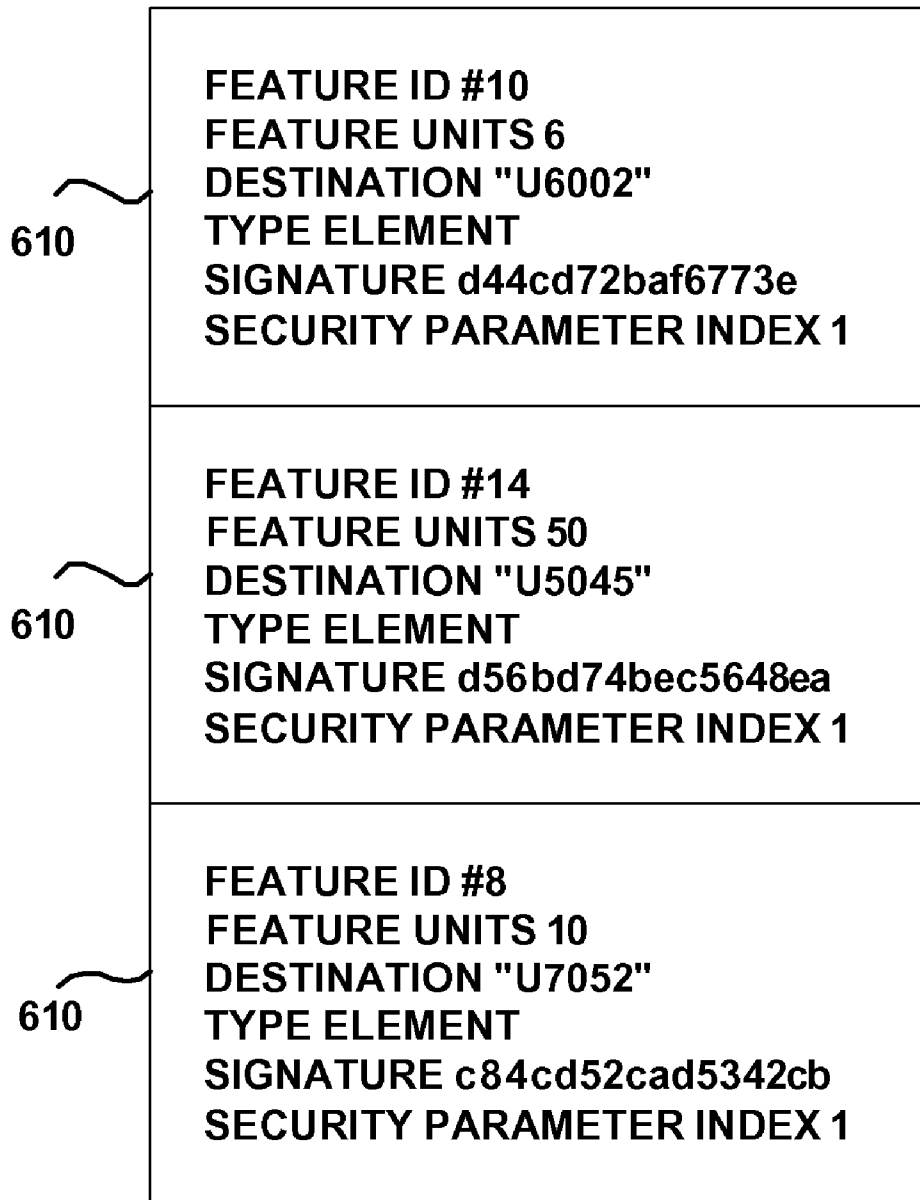 FEATURE ID #10
FEATURE UNITS 6
DESTINATION "U6002"
TYPE ELEMENT
SIGNATURE d44cd72baf6773e
SECURITY PARAMETER INDEX 1
610
FEATURE ID #14
FEATURE UNITS 50
DESTINATION "U5045"
TYPE ELEMENT
SIGNATURE d56bd74bec5648ea
SECURITY PARAMETER INDEX 1
610
FEATURE ID #8
FEATURE UNITS 10
DESTINATION "U7052"
TYPE ELEMENT
SIGNATURE c84cd52cad5342cb
SECURITY PARAMETER INDEX 1
610